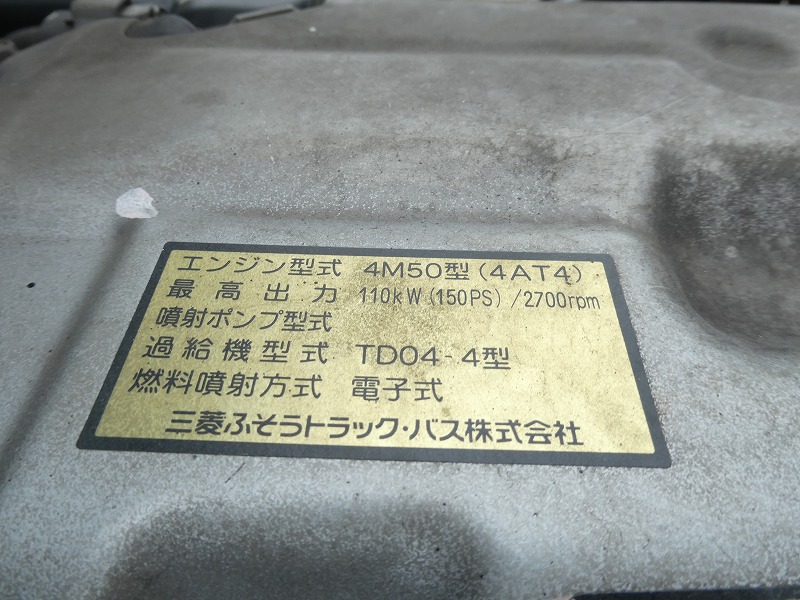 エンジン型式 4M50型(4AT4)
最高出力 110kW(150PS)/2700rpm
噴射ポンプ型式
過給機型式 TD04-4型
燃料噴射方式 電子式
三菱ふそうトラック・バス株式会社